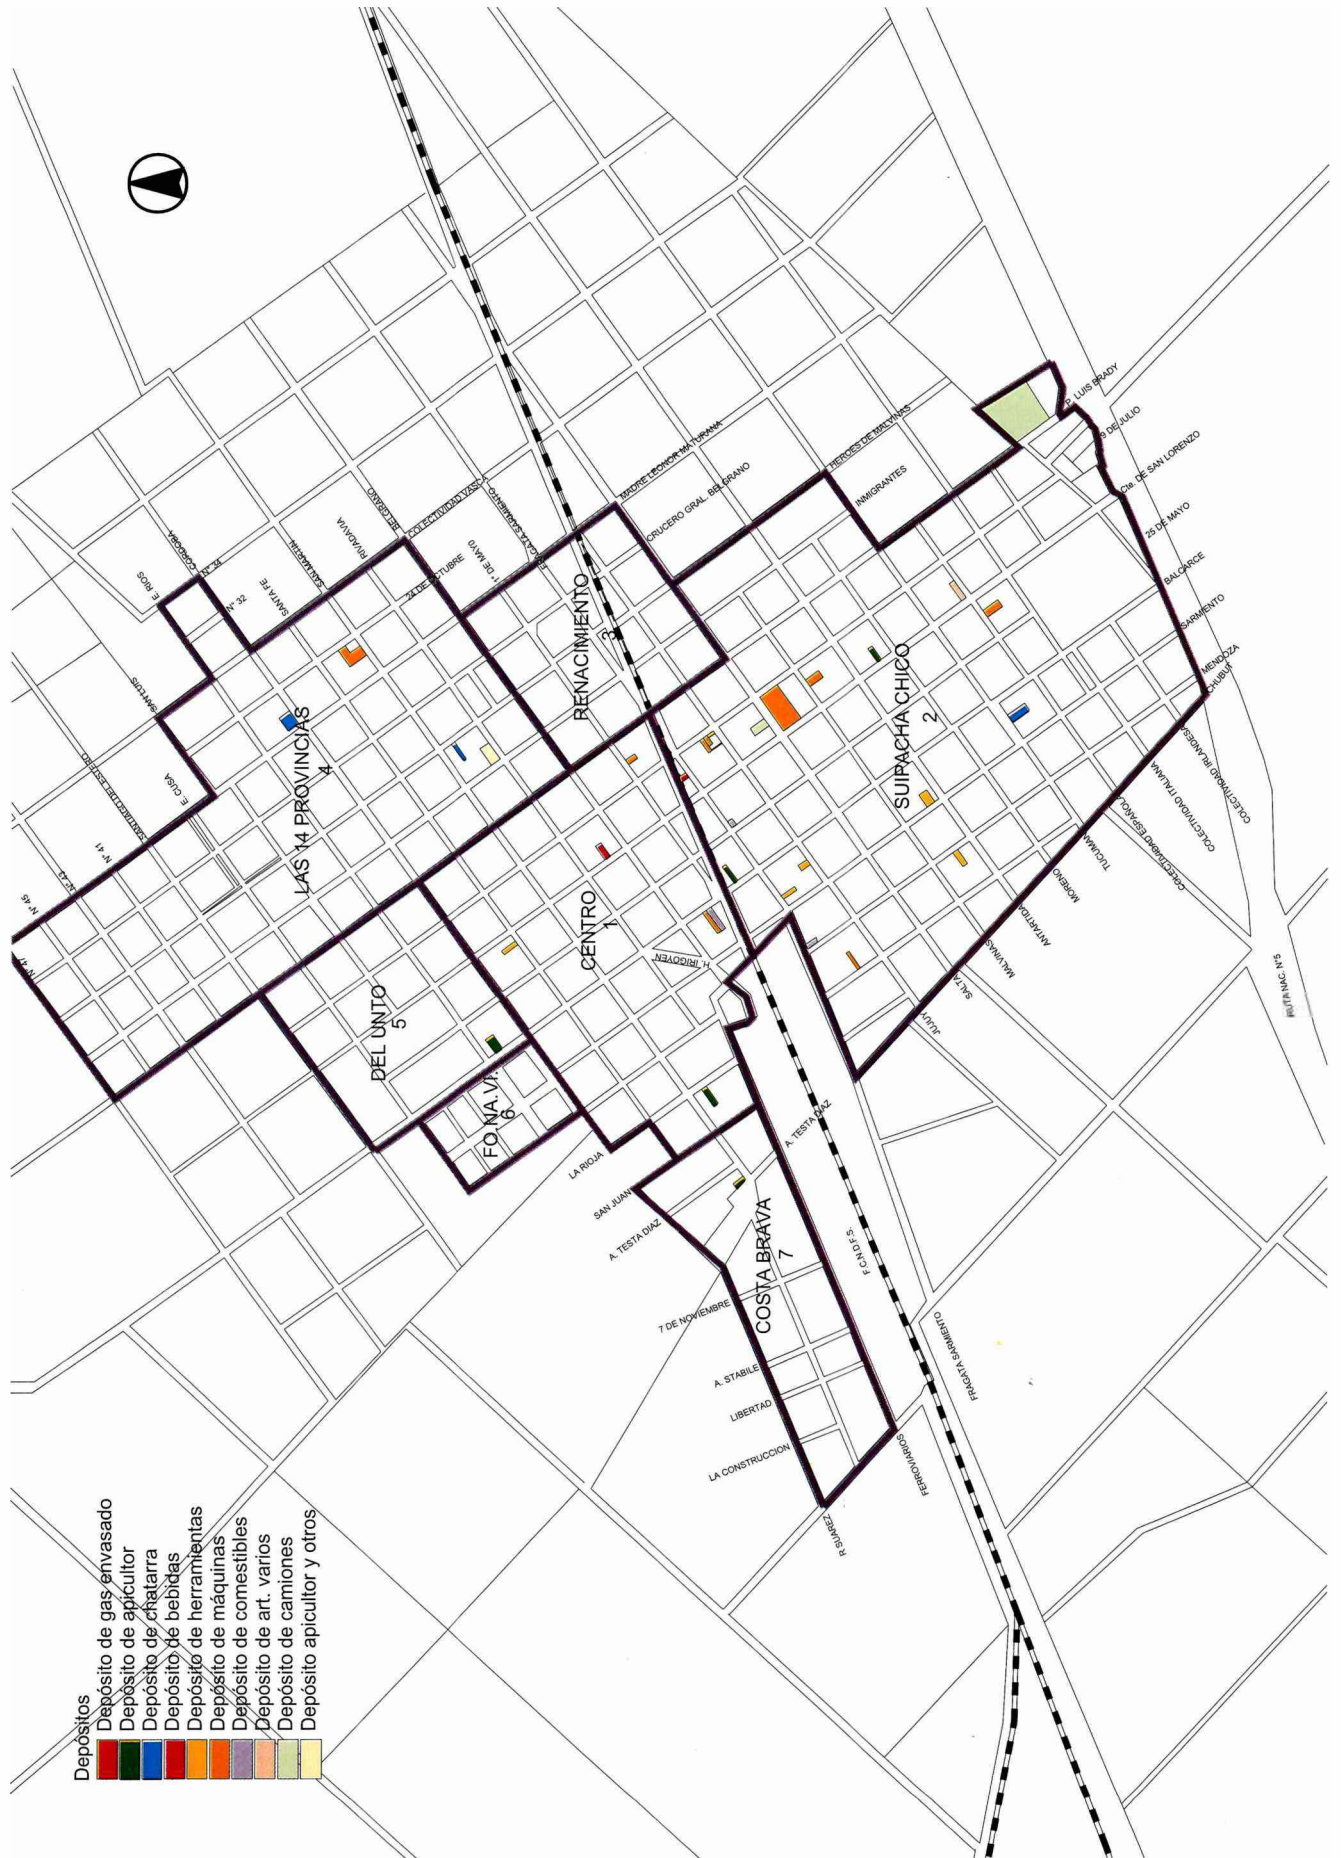 Depósitos
Depósito de gas envasado
Depósito de apicultor
Depósito de chatarra
Depósito de bebidas
Depósito de herramientas
Depósito de máquinas
Depósito de comestibles
Depósito de art. varios
Depósito de camiones
Depósito apicultor y otros
LAS 14 PROVINCIAS
4
DEL UNTO
5
FO.NA.VI.
6
CENTRO
1
RENACIMIENTO
3
SUIPACHA CHICO
2
COSTA BRAVA
7
N° 47
N° 45
N° 43
N° 41
SANTIAGO DEL ESTERO
E. CUSA
SAN LUIS
E. RIOS
CORDOBA
N° 34
N° 32
SANTA FE
SAN MARTIN
RIVADAVIA
BELGRANO
COLECTIVIDAD VASCA
24 DE OCTUBRE
1° DE MAYO
FRAGATA SARMIENTO
MADRE LEONOR MATURANA
CRUCERO GRAL. BELGRANO
HEROES DE MALVINAS
INMIGRANTES
P. LUIS BRADY
9 DE JULIO
Cte. DE SAN LORENZO
25 DE MAYO
BALCARCE
SARMIENTO
MENDOZA
CHUBUT
COLECTIVIDAD IRLANDESA
COLECTIVIDAD ITALIANA
COLECTIVIDAD ESPAÑOLA
TUCUMAN
MORENO
ANTARTIDA
MALVINAS
SALTA
JUJUY
H. IRIGOYEN
LA RIOJA
SAN JUAN
A. TESTA DIAZ
A. TESTA DIAZ
7 DE NOVIEMBRE
A. STABILE
LIBERTAD
LA CONSTRUCCION
R SUAREZ
FERROVIARIOS
F.C.N.D.F.S.
FRAGATA SARMIENTO
RUTA NAC. N°5